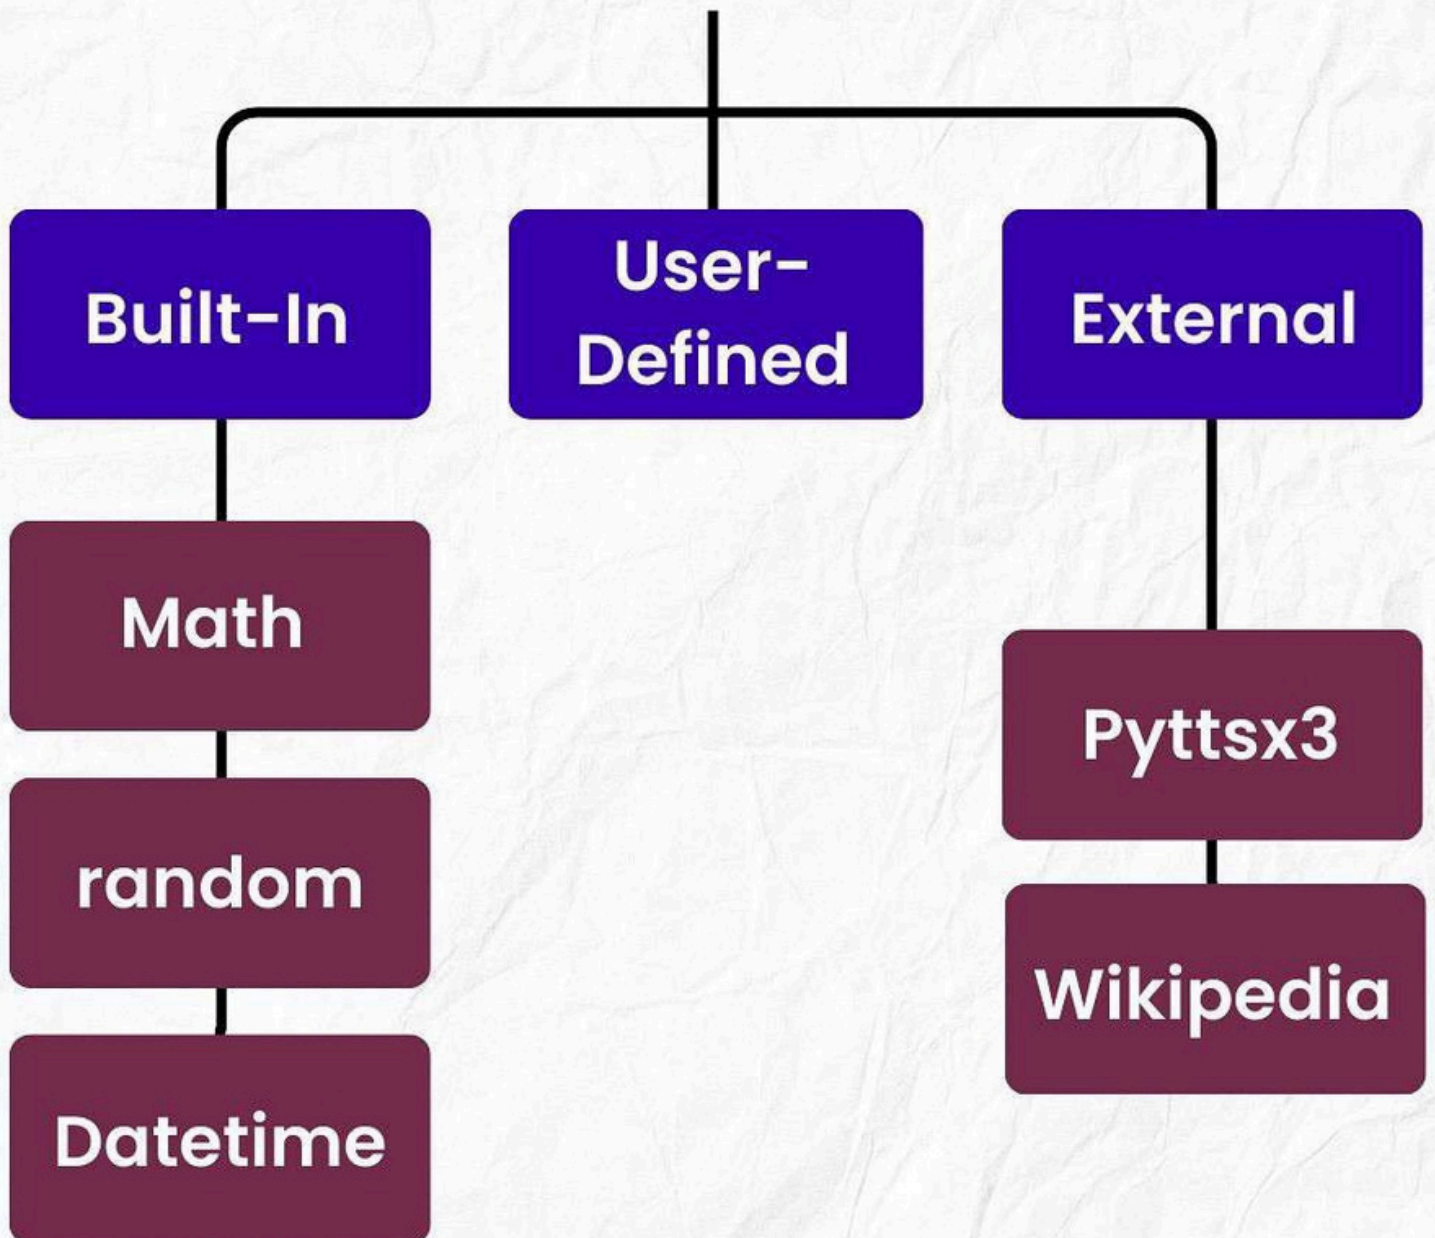 Built-In
User-
Defined
External
Math
random
Datetime
Pyttsx3
Wikipedia